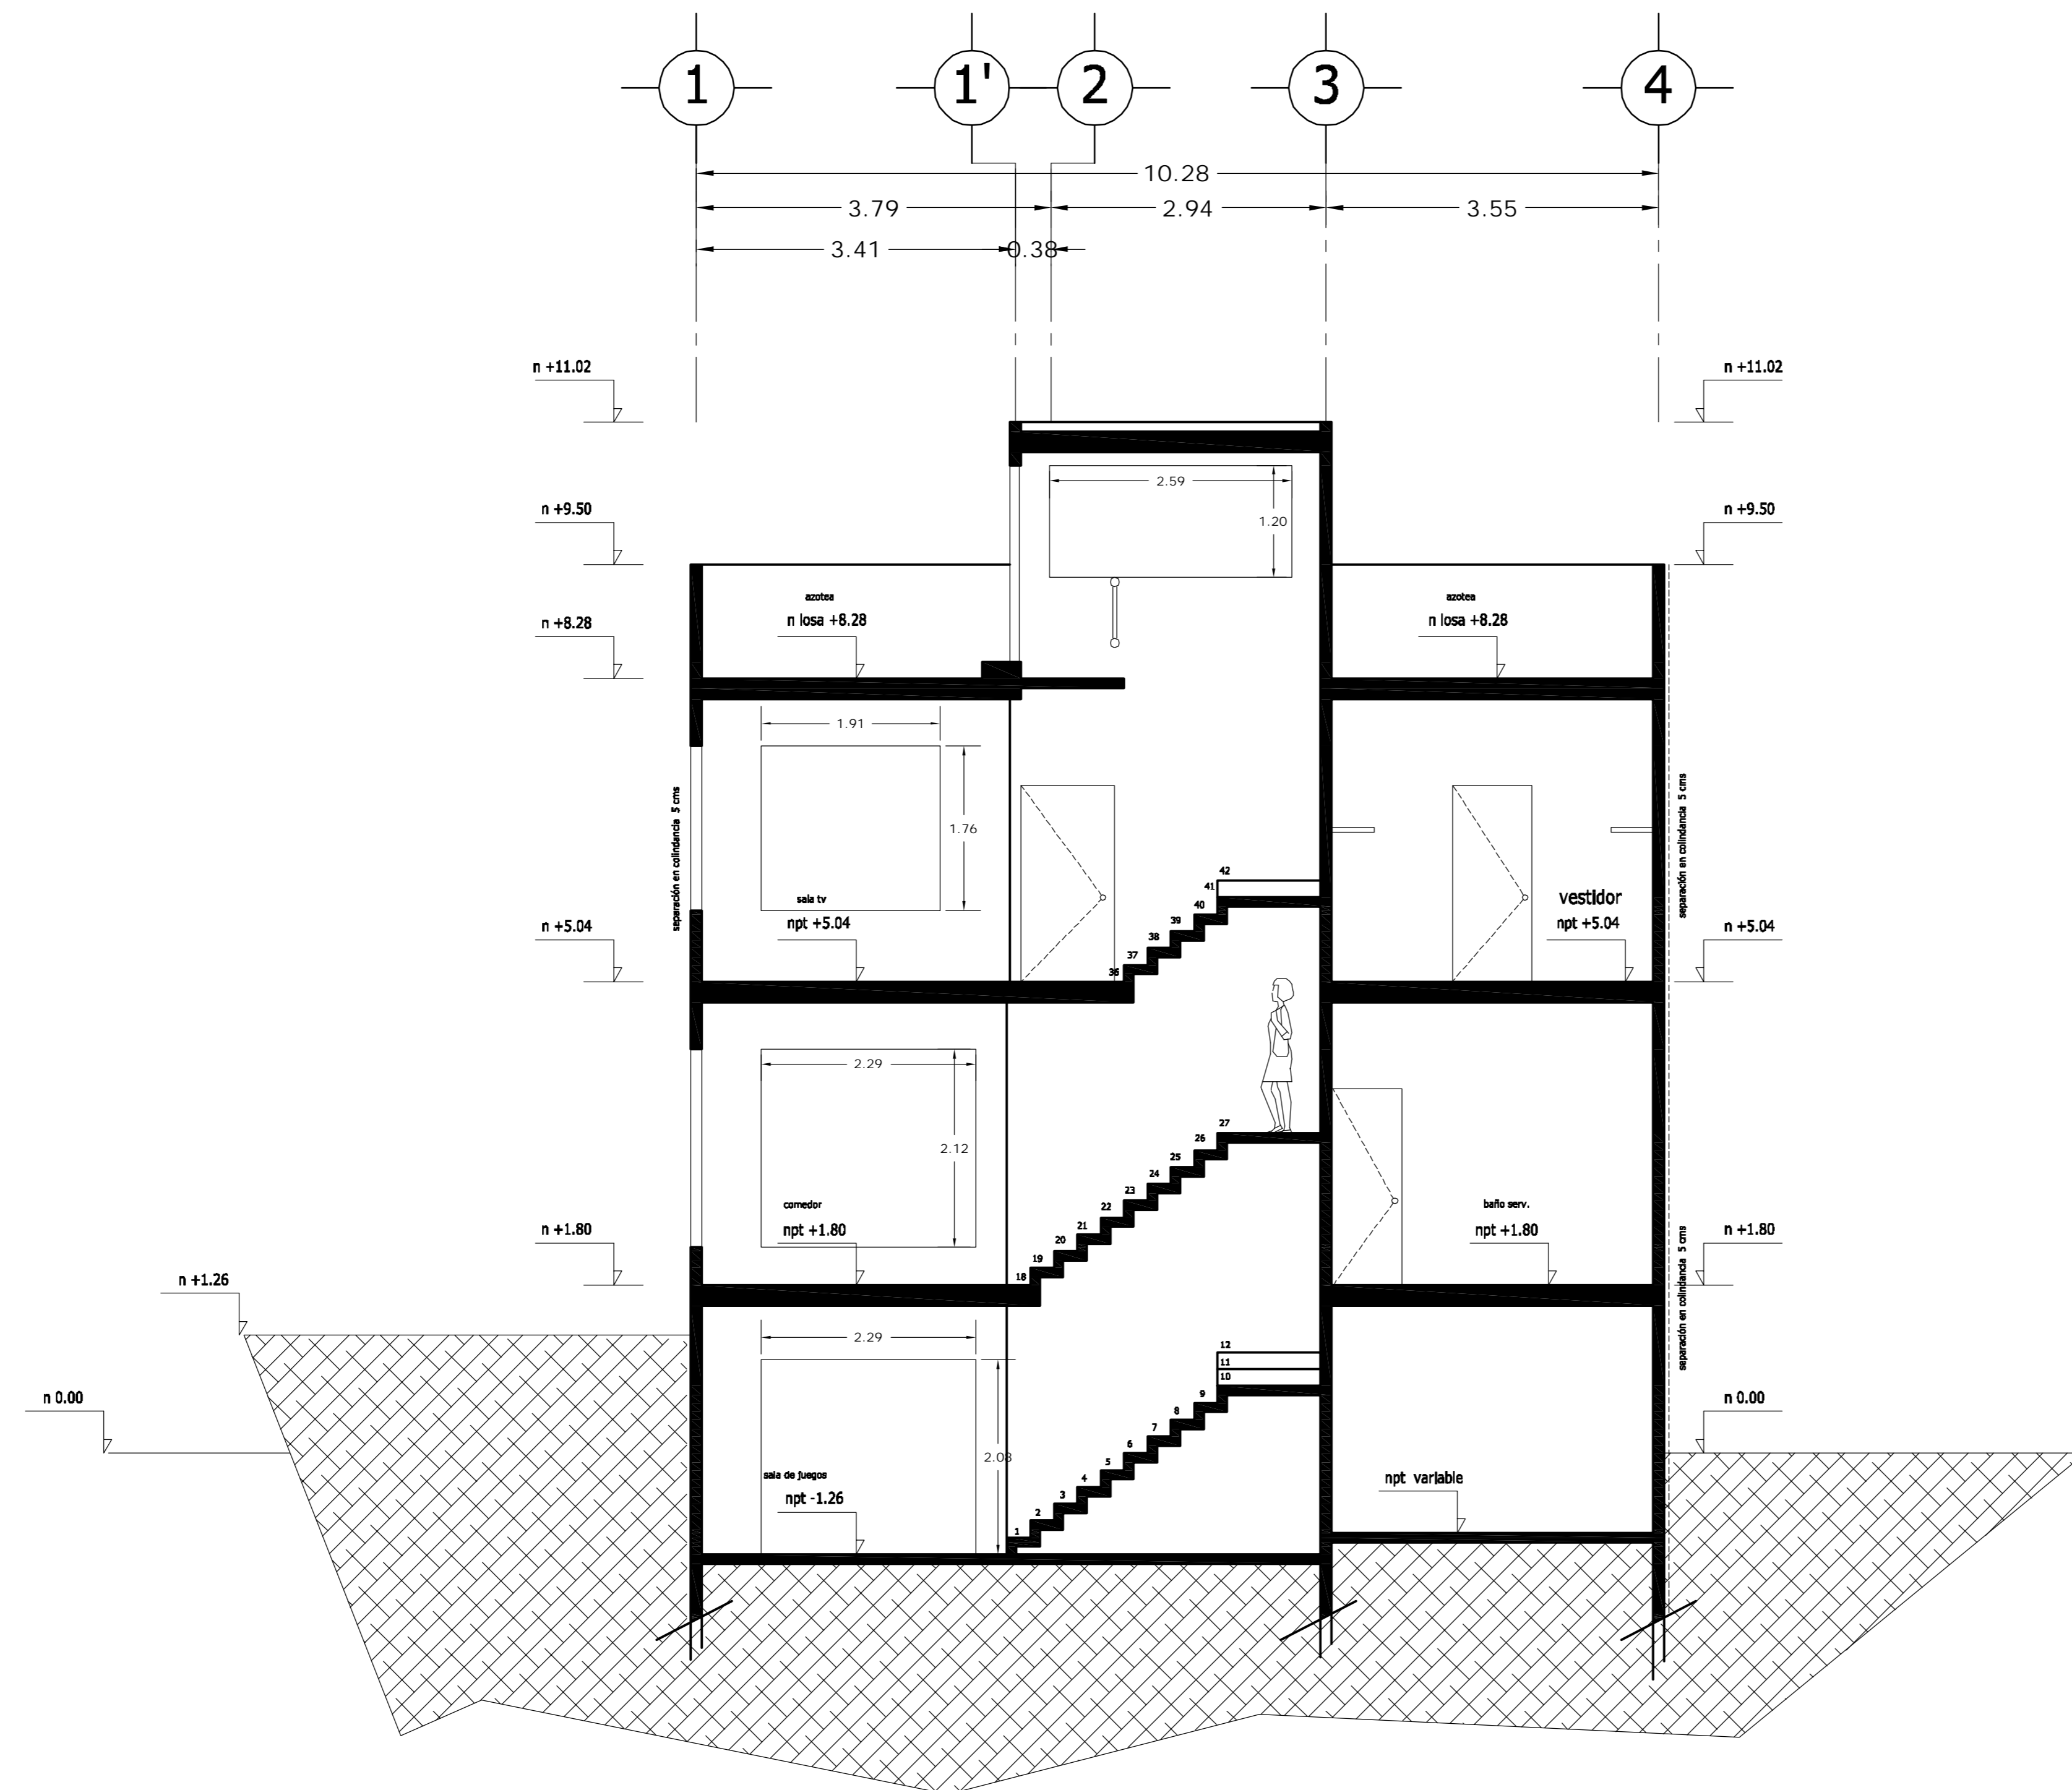 1 1' 2 3 4
10.28
3.79 2.94 3.55
3.41 0.38
n +11.02 n +11.02
2.59
n +9.50 n +9.50
1.20
azotea azotea
n +8.28 n losa +8.28 n losa +8.28
1.91
1.76
separación en colindancia 5 cms
separación en colindancia 5 cms
42
41
sala tv 40 vestidor
n +5.04 npt +5.04 39 npt +5.04 n +5.04
38
37
36
2.29
2.12
27
26
25
24
23
comedor baño serv.
22
n +1.80 npt +1.80 npt +1.80 n +1.80
21
20
19
18
n +1.26
separación en colindancia 5 cms
2.29
12
11
10
n 0.00 9 n 0.00
8
7
6
2.08
5
sala de juegos npt variable
4
npt -1.26
3
2
1